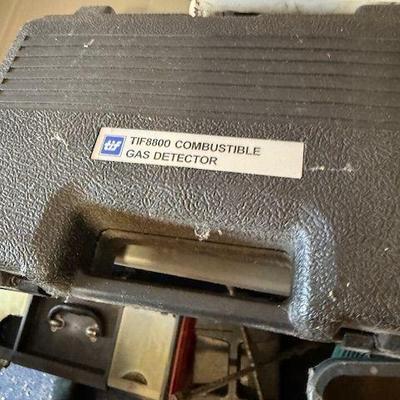 tif TIF8800 COMBUSTIBLE
GAS DETECTOR